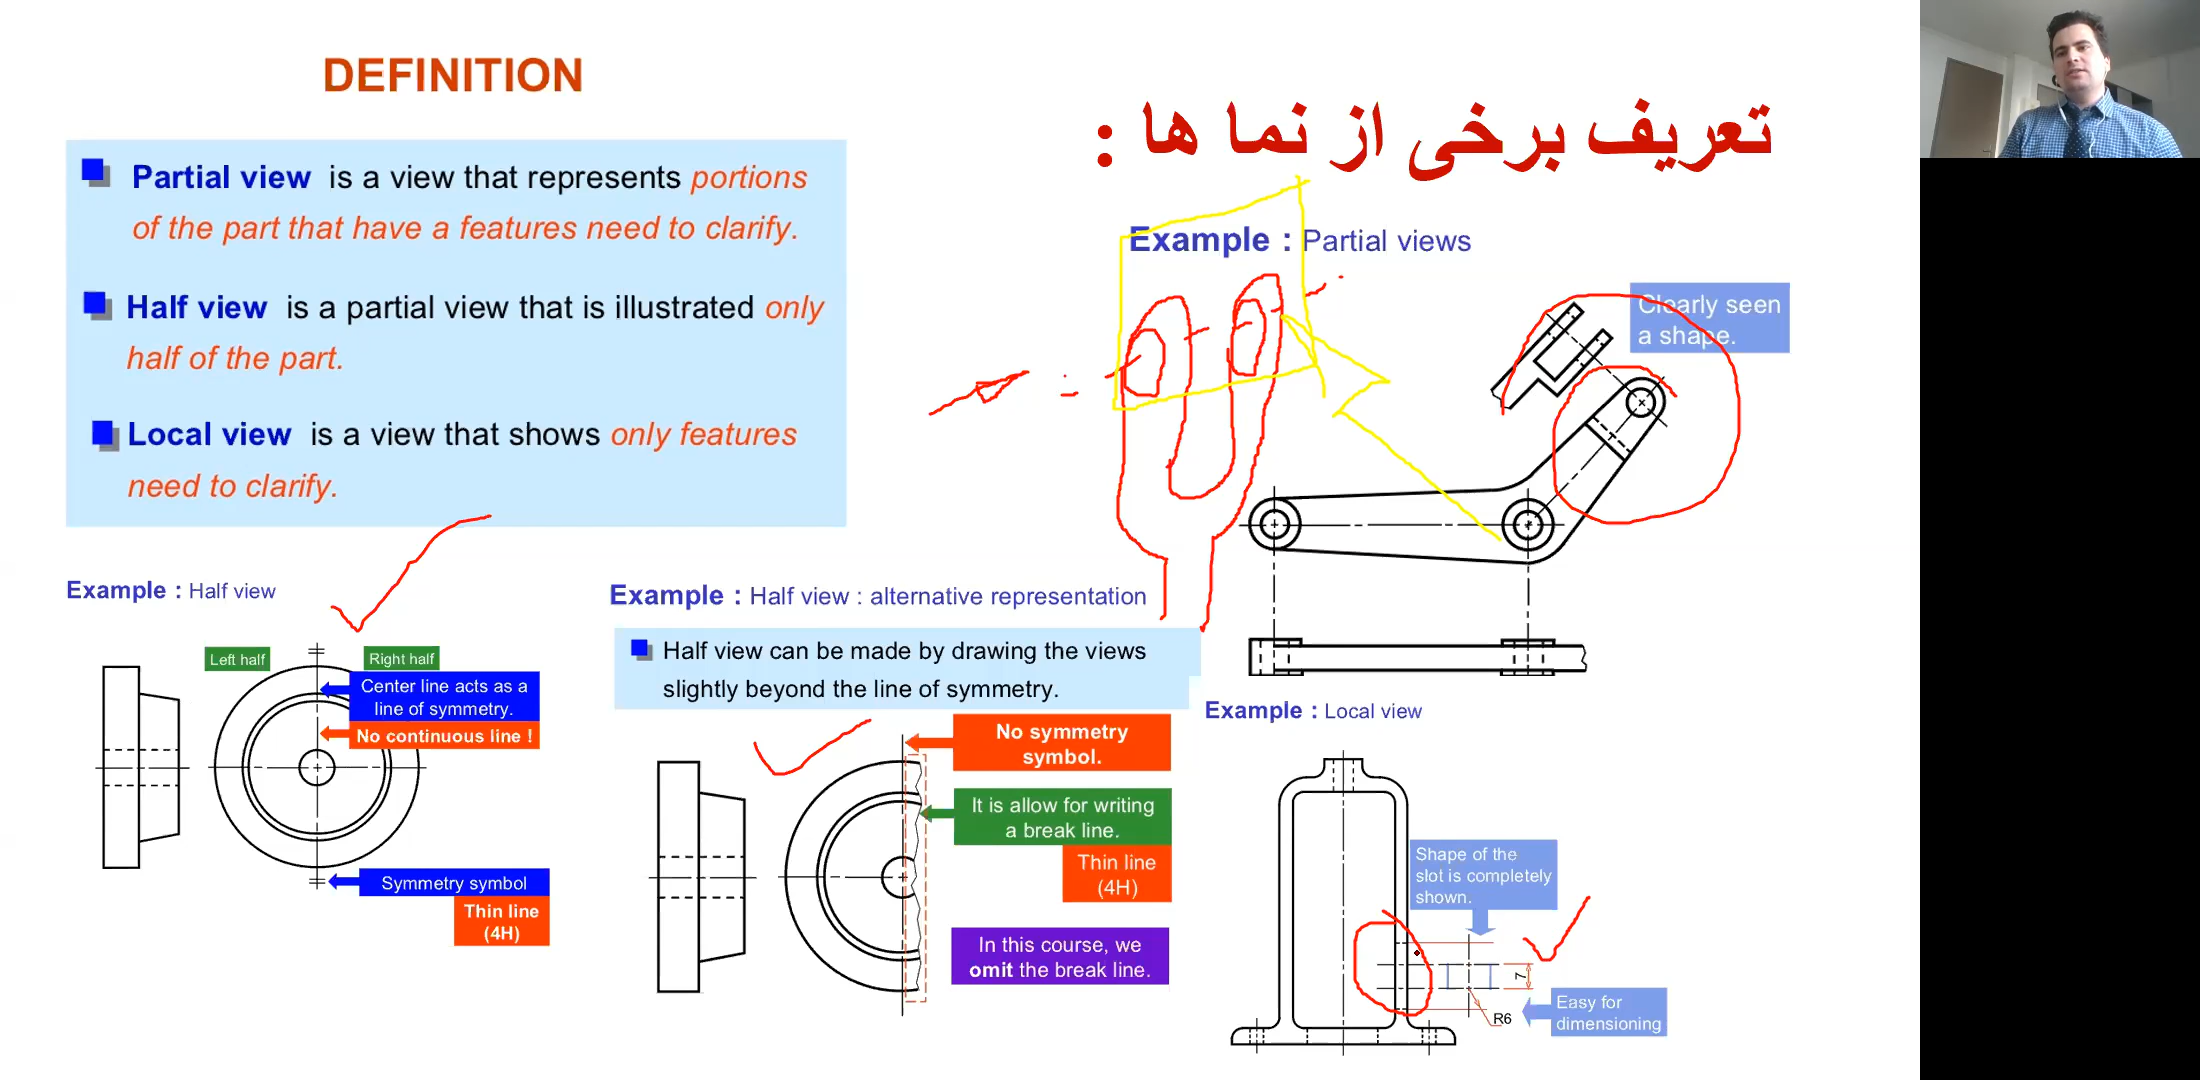 DEFINITION
Partial view is a view that represents portions
of the part that have a features need to clarify.
Half view is a partial view that is illustrated only
half of the part.
Local view is a view that shows only features
need to clarify.
تعریف برخی از نما ها :
Example : Partial views
Clearly seen
a shape.
Example : Half view
Left half
Right half
Center line acts as a
line of symmetry.
No continuous line !
Symmetry symbol
Thin line
(4H)
Example : Half view : alternative representation
Half view can be made by drawing the views
slightly beyond the line of symmetry.
No symmetry
symbol.
It is allow for writing
a break line.
Thin line
(4H)
In this course, we
omit the break line.
Example : Local view
Shape of the
slot is completely
shown.
7
R6
Easy for
dimensioning